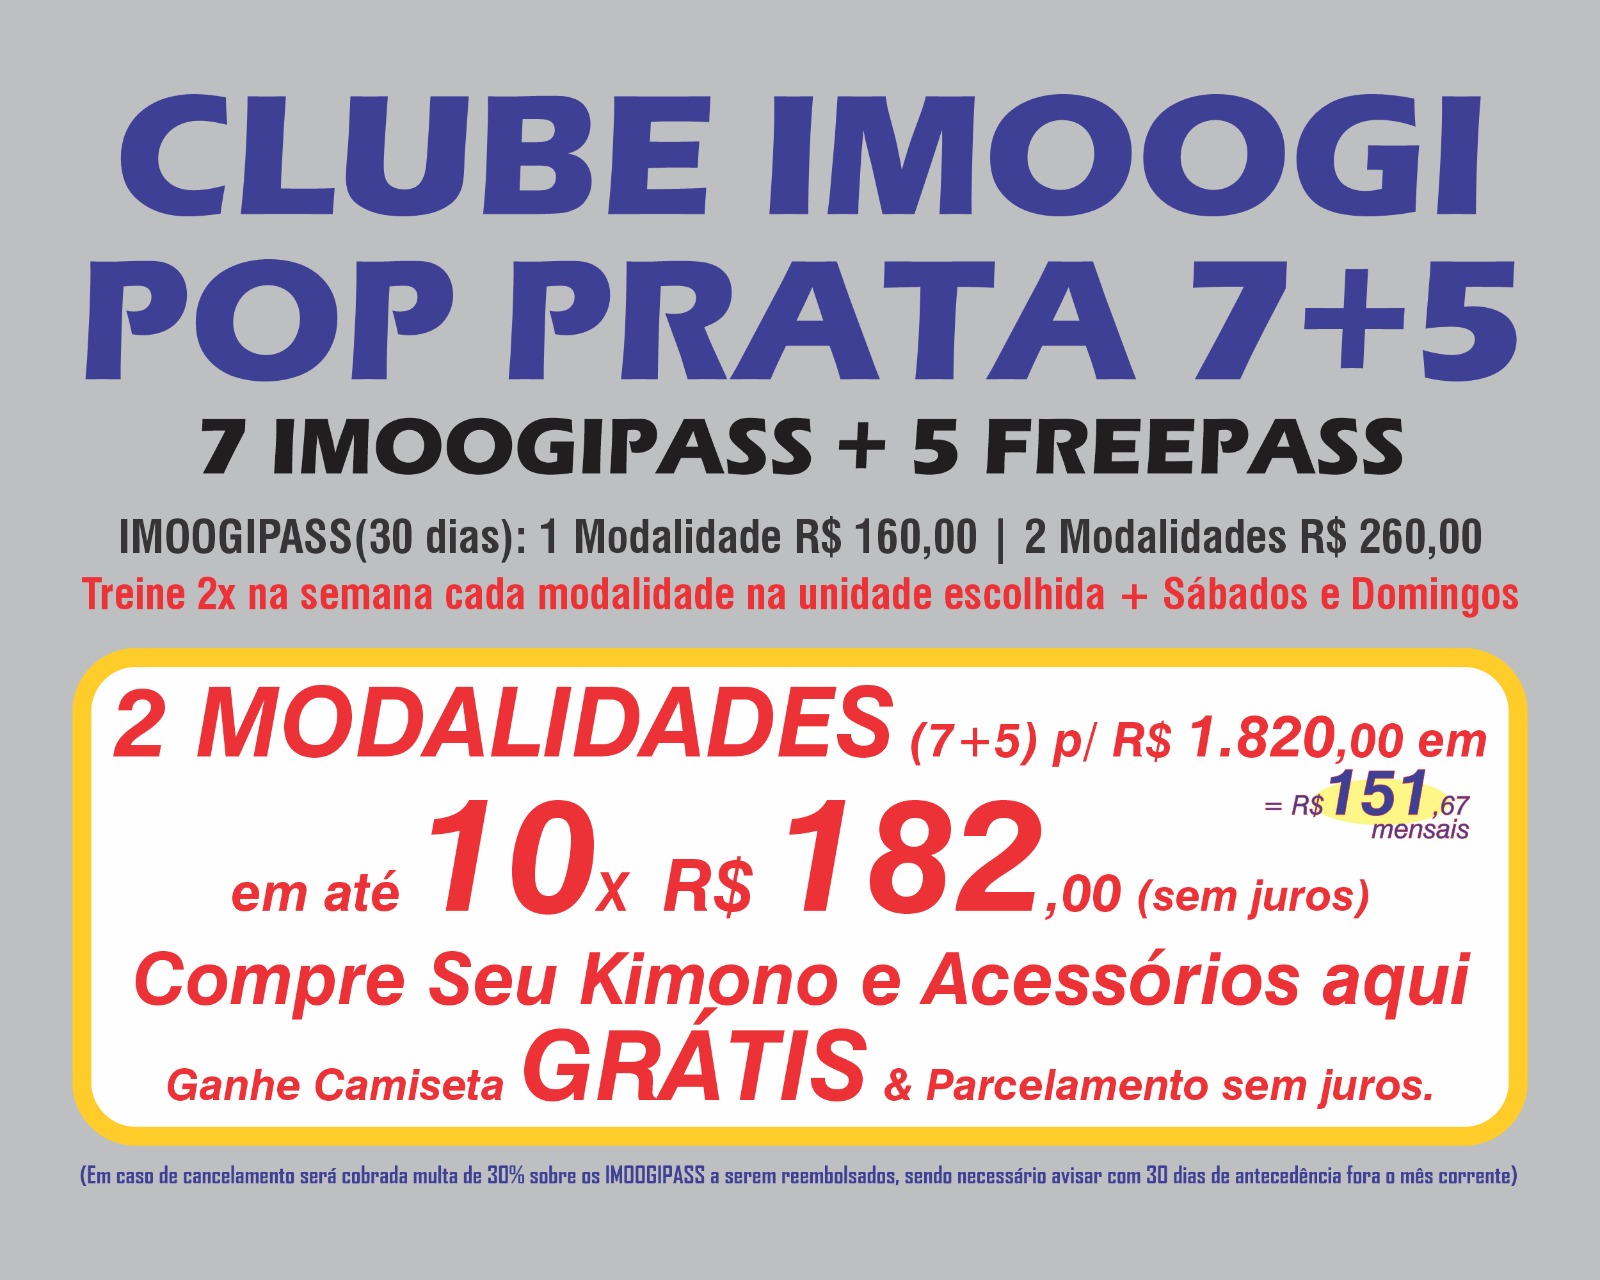 CLUBE IMOOGI
POP PRATA 7+5
7 IMOOGIPASS + 5 FREEPASS
IMOOGIPASS(30 dias): 1 Modalidade R$ 160,00 | 2 Modalidades R$ 260,00
Treine 2x na semana cada modalidade na unidade escolhida + Sábados e Domingos
2 MODALIDADES (7+5) p/ R$ 1.820,00 em
= R$ 151,67
mensais
em até 10x R$ 182,00 (sem juros)
Compre Seu Kimono e Acessórios aqui
Ganhe Camiseta GRÁTIS & Parcelamento sem juros.
(Em caso de cancelamento será cobrada multa de 30% sobre os IMOOGIPASS a serem reembolsados, sendo necessário avisar com 30 dias de antecedência fora o mês corrente)